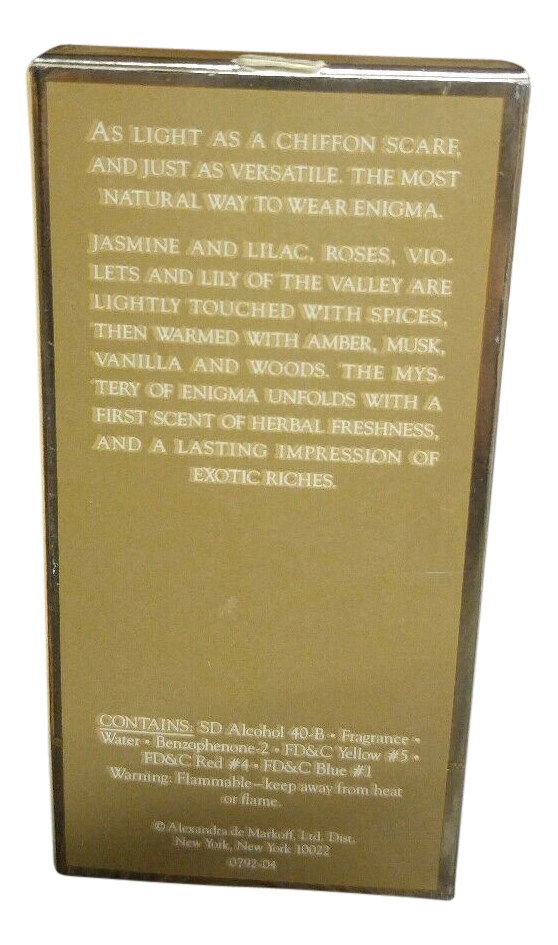 AS LIGHT AS A CHIFFON SCARF,
AND JUST AS VERSATILE. THE MOST
NATURAL WAY TO WEAR ENIGMA.
JASMINE AND LILAC, ROSES, VIO-
LETS AND LILY OF THE VALLEY ARE
LIGHTLY TOUCHED WITH SPICES,
THEN WARMED WITH AMBER, MUSK,
VANILLA AND WOODS. THE MYS-
TERY OF ENIGMA UNFOLDS WITH A
FIRST SCENT OF HERBAL FRESHNESS,
AND A LASTING IMPRESSION OF
EXOTIC RICHES.
CONTAINS: SD Alcohol 40-B • Fragrance •
Water • Benzophenone-2 • FD&C Yellow #5 •
FD&C Red #4 • FD&C Blue #1
Warning: Flammable—keep away from heat
or flame.
© Alexandra de Markoff, Ltd. Dist.
New York, New York 10022
0792-04